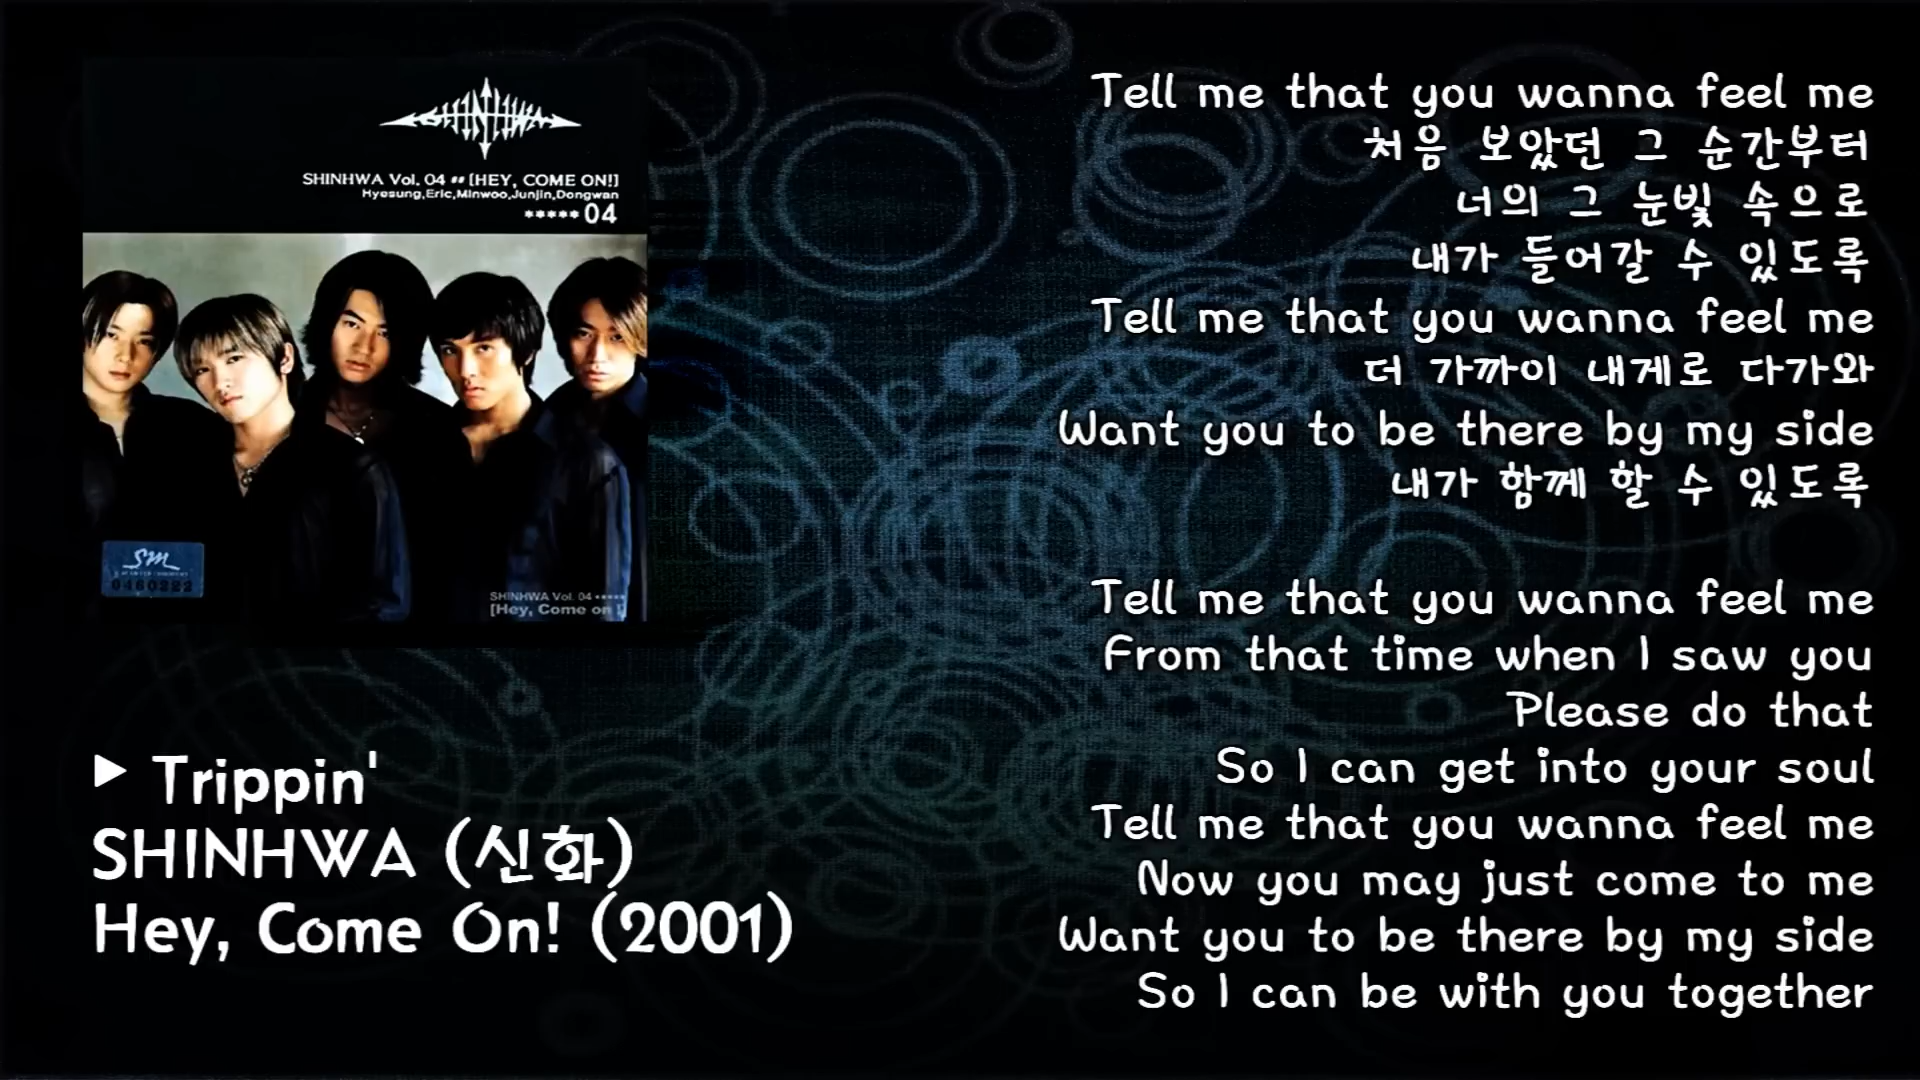 SHINHWA
SHINHWA Vol. 04 ** [HEY, COME ON!]
Hyesung,Eric,Minwoo,Junjin,Dongwan
*****04
SM
0460222
SHINHWA Vol. 04 *****
[Hey, Come on !]
▶ Trippin'
SHINHWA (신화)
Hey, Come On! (2001)
Tell me that you wanna feel me
처음 보았던 그 순간부터
너의 그 눈빛 속으로
내가 들어갈 수 있도록
Tell me that you wanna feel me
더 가까이 내게로 다가와
Want you to be there by my side
내가 함께 할 수 있도록
Tell me that you wanna feel me
From that time when I saw you
Please do that
So I can get into your soul
Tell me that you wanna feel me
Now you may just come to me
Want you to be there by my side
So I can be with you together